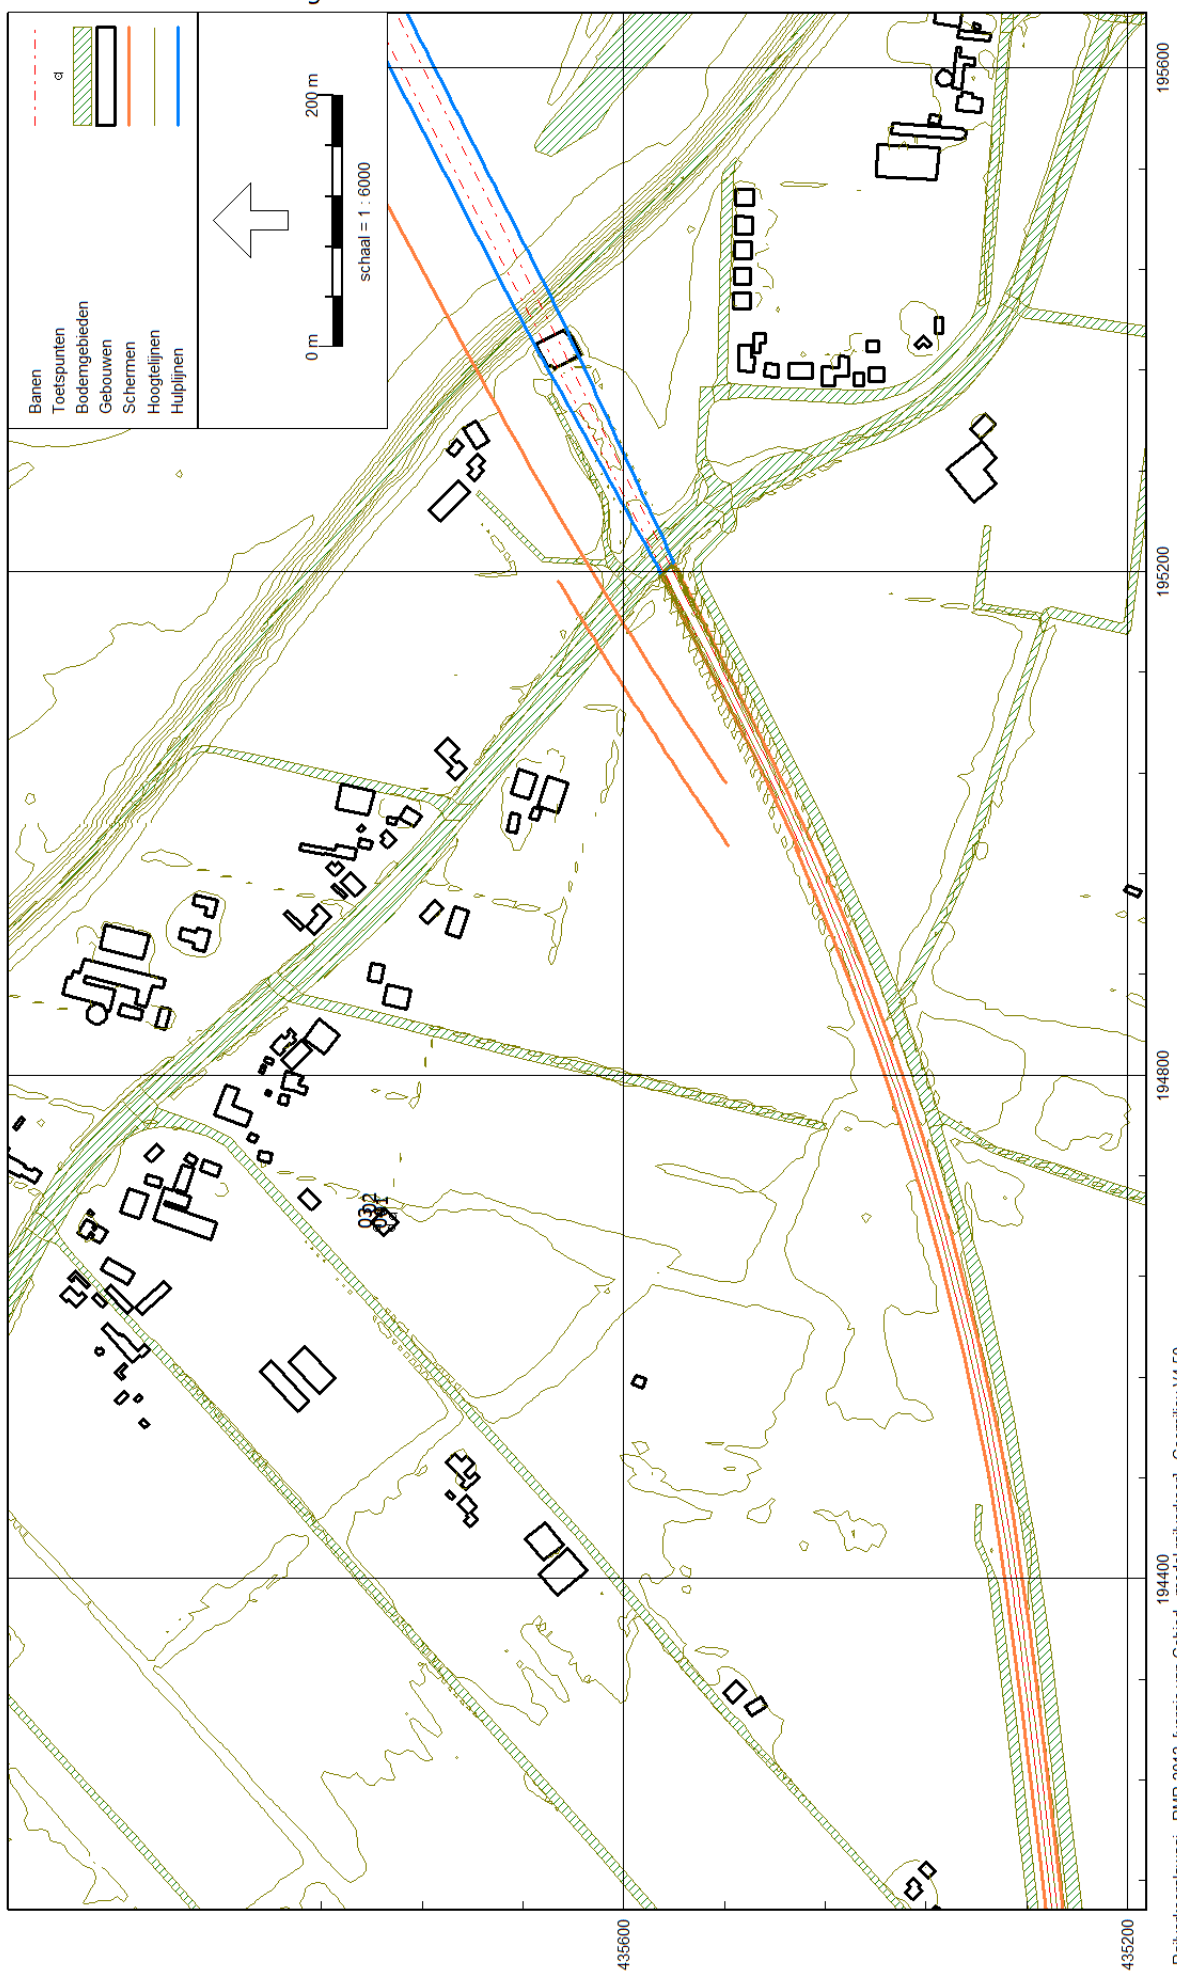 Banen
Toetspunten
Bodemgebieden
Gebouwen
Schermen
Hoogtelijnen
Hulplijnen
0 m
200 m
schaal = 1 : 6000
435600
435200
194400
194800
195200
195600